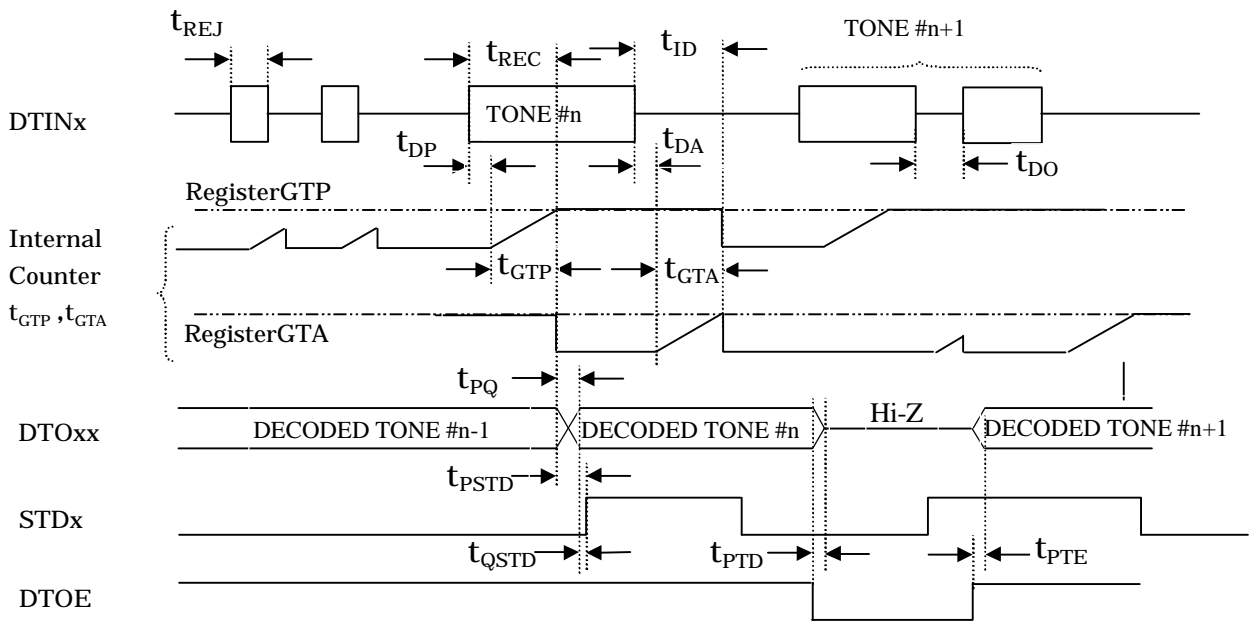 tREJ
tREC
tID
TONE #n+1
DTINx
TONE #n
tDP
tDA
tDO
RegisterGTP
Internal
Counter
tGTP ,tGTA
tGTP
tGTA
RegisterGTA
tPQ
Hi-Z
DTOxx
DECODED TONE #n-1
DECODED TONE #n
DECODED TONE #n+1
tPSTD
STDx
tQSTD
tPTD
tPTE
DTOE